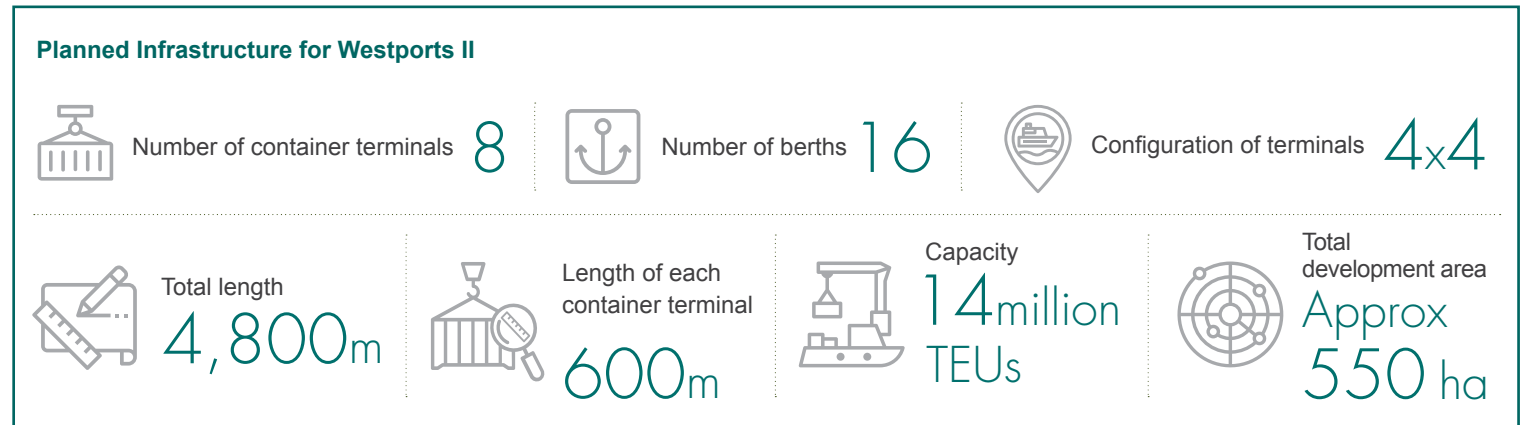 Planned Infrastructure for Westports II
Number of container terminals 8
Number of berths 16
Configuration of terminals 4x4
Total length
4,800m
Length of each
container terminal
600m
Capacity
14million
TEUs
Total
development area
Approx
550 ha